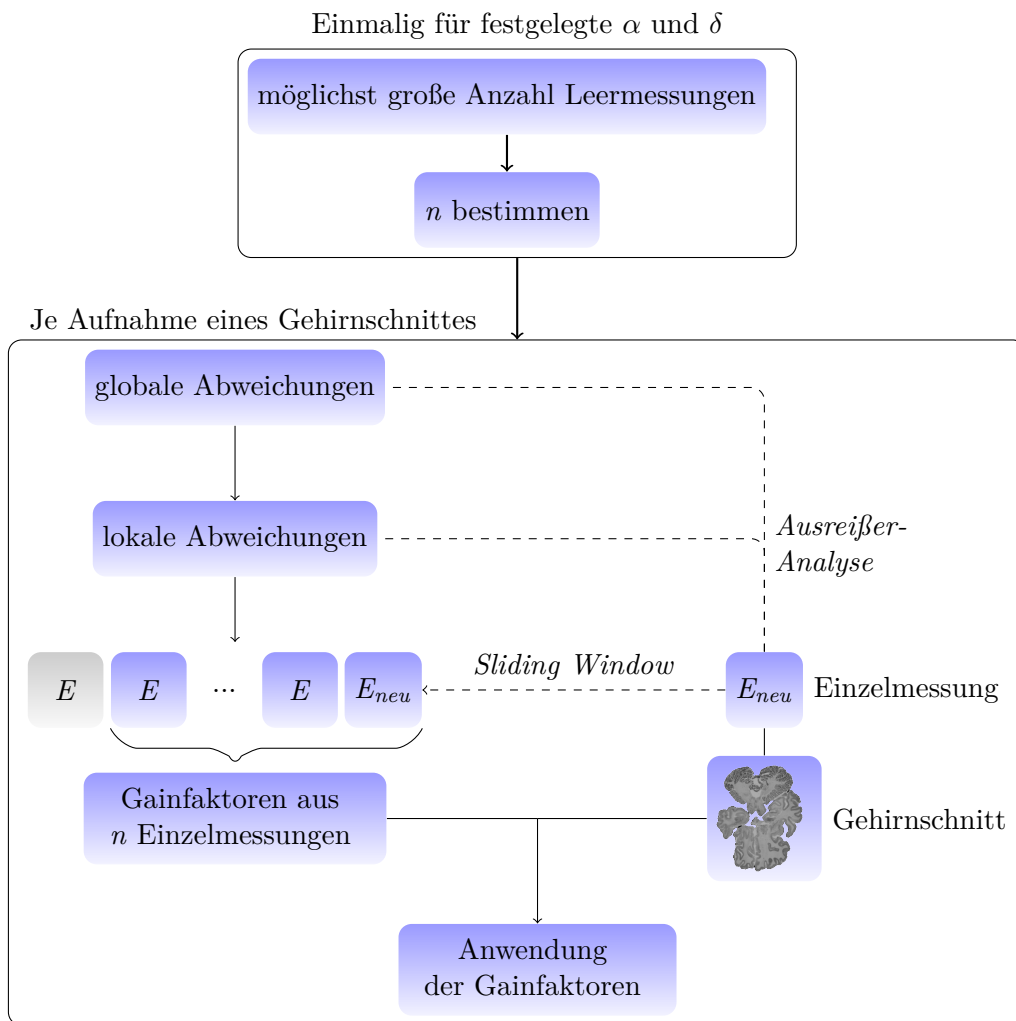 Einmalig für festgelegte α und δ
möglichst große Anzahl Leermessungen
n bestimmen
Je Aufnahme eines Gehirnschnittes
globale Abweichungen
lokale Abweichungen
Ausreißer-
Analyse
E E ... E E_neu
Sliding Window
E_neu Einzelmessung
Gainfaktoren aus
n Einzelmessungen
Gehirnschnitt
Anwendung
der Gainfaktoren